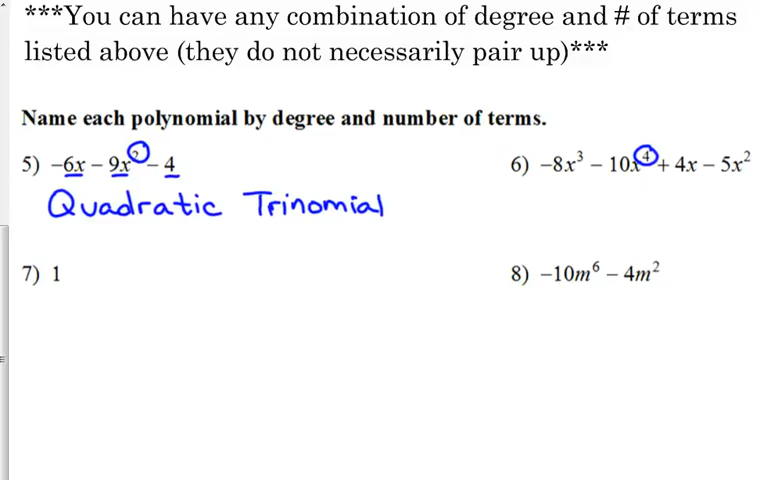 ***You can have any combination of degree and # of terms
listed above (they do not necessarily pair up)***
Name each polynomial by degree and number of terms.
5) −6x − 9x² − 4
6) −8x³ − 10x⁴ + 4x − 5x²
Quadratic Trinomial
7) 1
8) −10m⁶ − 4m²